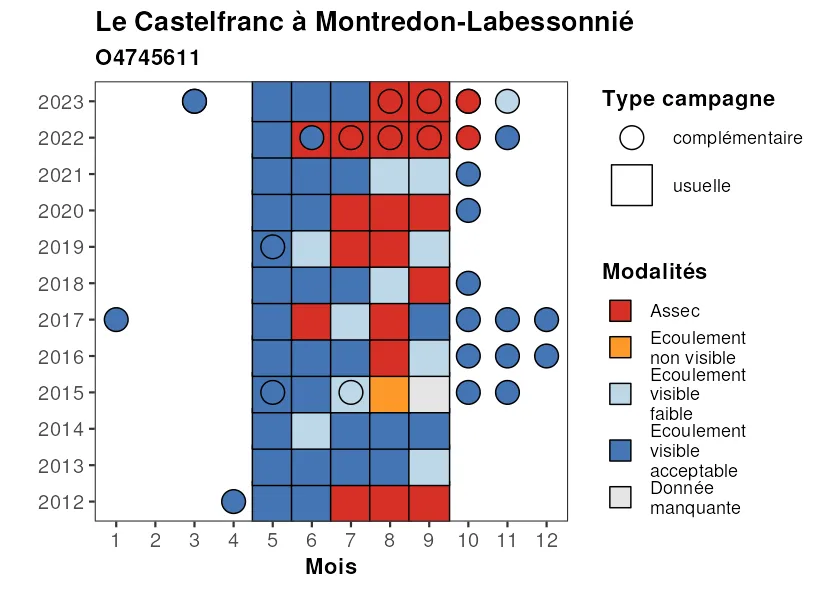 Le Castelfranc à Montredon-Labessonnié
O4745611
2023
2022
2021
2020
2019
2018
2017
2016
2015
2014
2013
2012
1 2 3 4 5 6 7 8 9 10 11 12
Mois
Type campagne
complémentaire
usuelle
Modalités
Assec
Ecoulement
non visible
Ecoulement
visible
faible
Ecoulement
visible
acceptable
Donnée
manquante